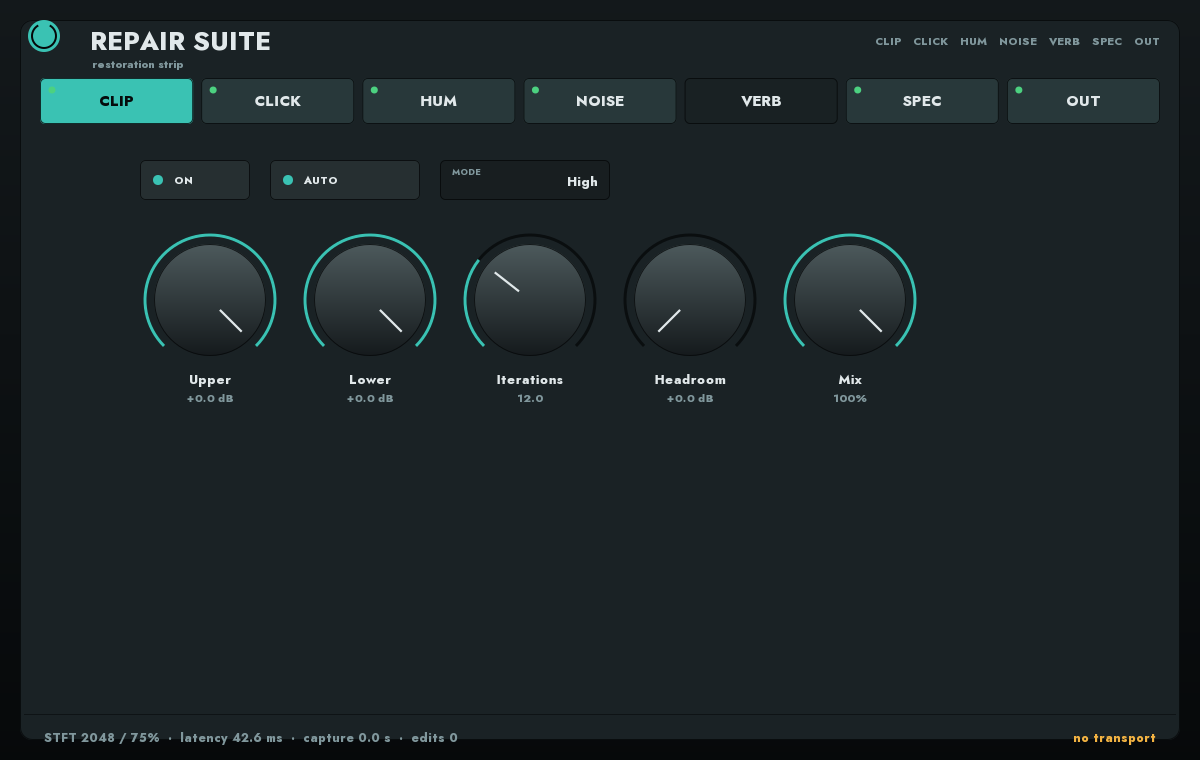 REPAIR SUITE
restoration strip
CLIP CLICK HUM NOISE VERB SPEC OUT
CLIP CLICK HUM NOISE VERB SPEC OUT
ON AUTO MODE High
Upper Lower Iterations Headroom Mix
+0.0 dB +0.0 dB 12.0 +0.0 dB 100%
STFT 2048 / 75% · latency 42.6 ms · capture 0.0 s · edits 0 no transport